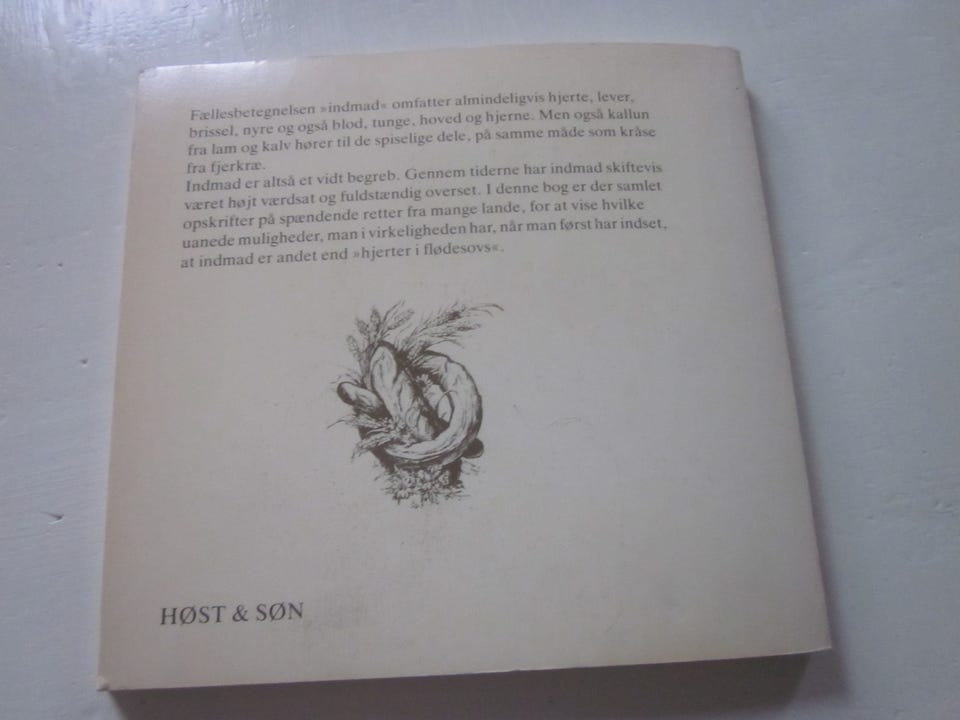 Fællesbetegnelsen »indmad« omfatter almindeligvis hjerte, lever,
brissel, nyre og også blod, tunge, hoved og hjerne. Men også kallun
fra lam og kalv hører til de spiselige dele, på samme måde som kråse
fra fjerkræ.
Indmad er altså et vidt begreb. Gennem tiderne har indmad skiftevis
været højt værdsat og fuldstændig overset. I denne bog er der samlet
opskrifter på spændende retter fra mange lande, for at vise hvilke
uanede muligheder, man i virkeligheden har, når man først har indset,
at indmad er andet end »hjerter i flødesovs«.
HØST & SØN